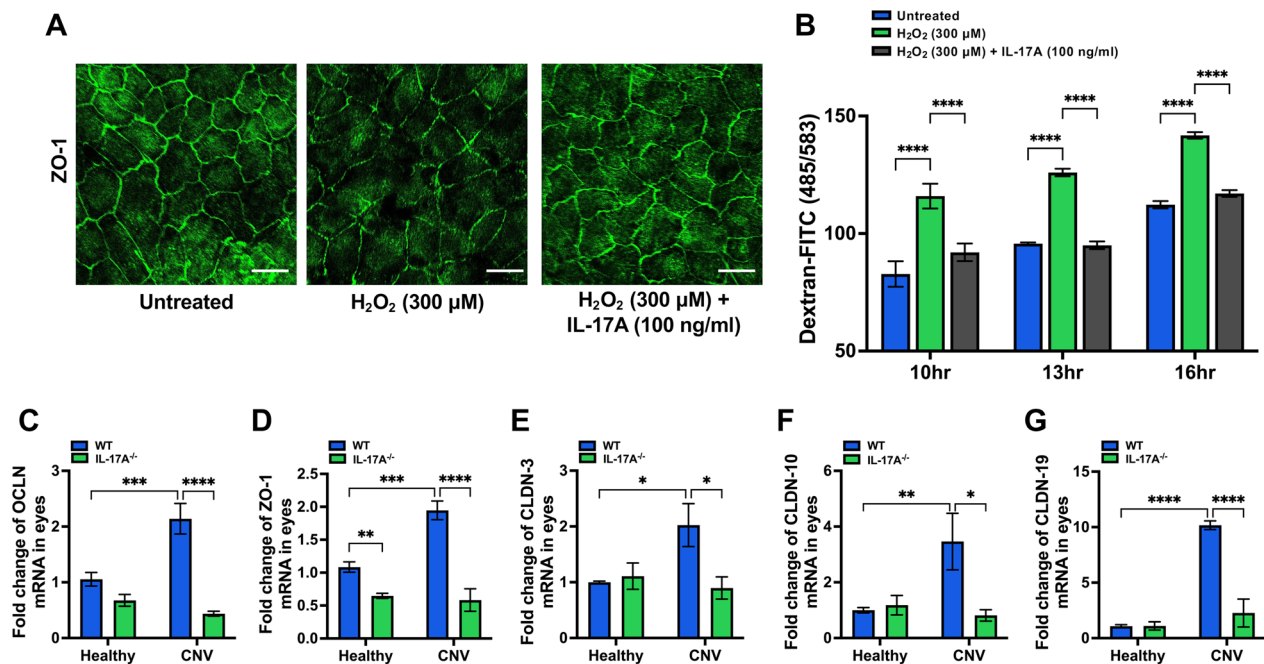 A
ZO-1
Untreated
H₂O₂ (300 µM)
H₂O₂ (300 µM) +
IL-17A (100 ng/ml)
B
Untreated
H₂O₂ (300 µM)
H₂O₂ (300 µM) + IL-17A (100 ng/ml)
Dextran-FITC (485/583)
150
100
50
**** **** **** **** **** ****
10hr 13hr 16hr
C
WT
IL-17A⁻/⁻
Fold change of OCLN
mRNA in eyes
3
2
1
0
*** ****
Healthy CNV
D
WT
IL-17A⁻/⁻
Fold change of ZO-1
mRNA in eyes
2.5
2.0
1.5
1.0
0.5
0.0
*** ****
**
Healthy CNV
E
WT
IL-17A⁻/⁻
Fold change of CLDN-3
mRNA in eyes
3
2
1
0
* *
Healthy CNV
F
WT
IL-17A⁻/⁻
Fold change of CLDN-10
mRNA in eyes
6
4
2
0
** *
Healthy CNV
G
WT
IL-17A⁻/⁻
Fold change of CLDN-19
mRNA in eyes
15
10
5
0
**** ****
Healthy CNV